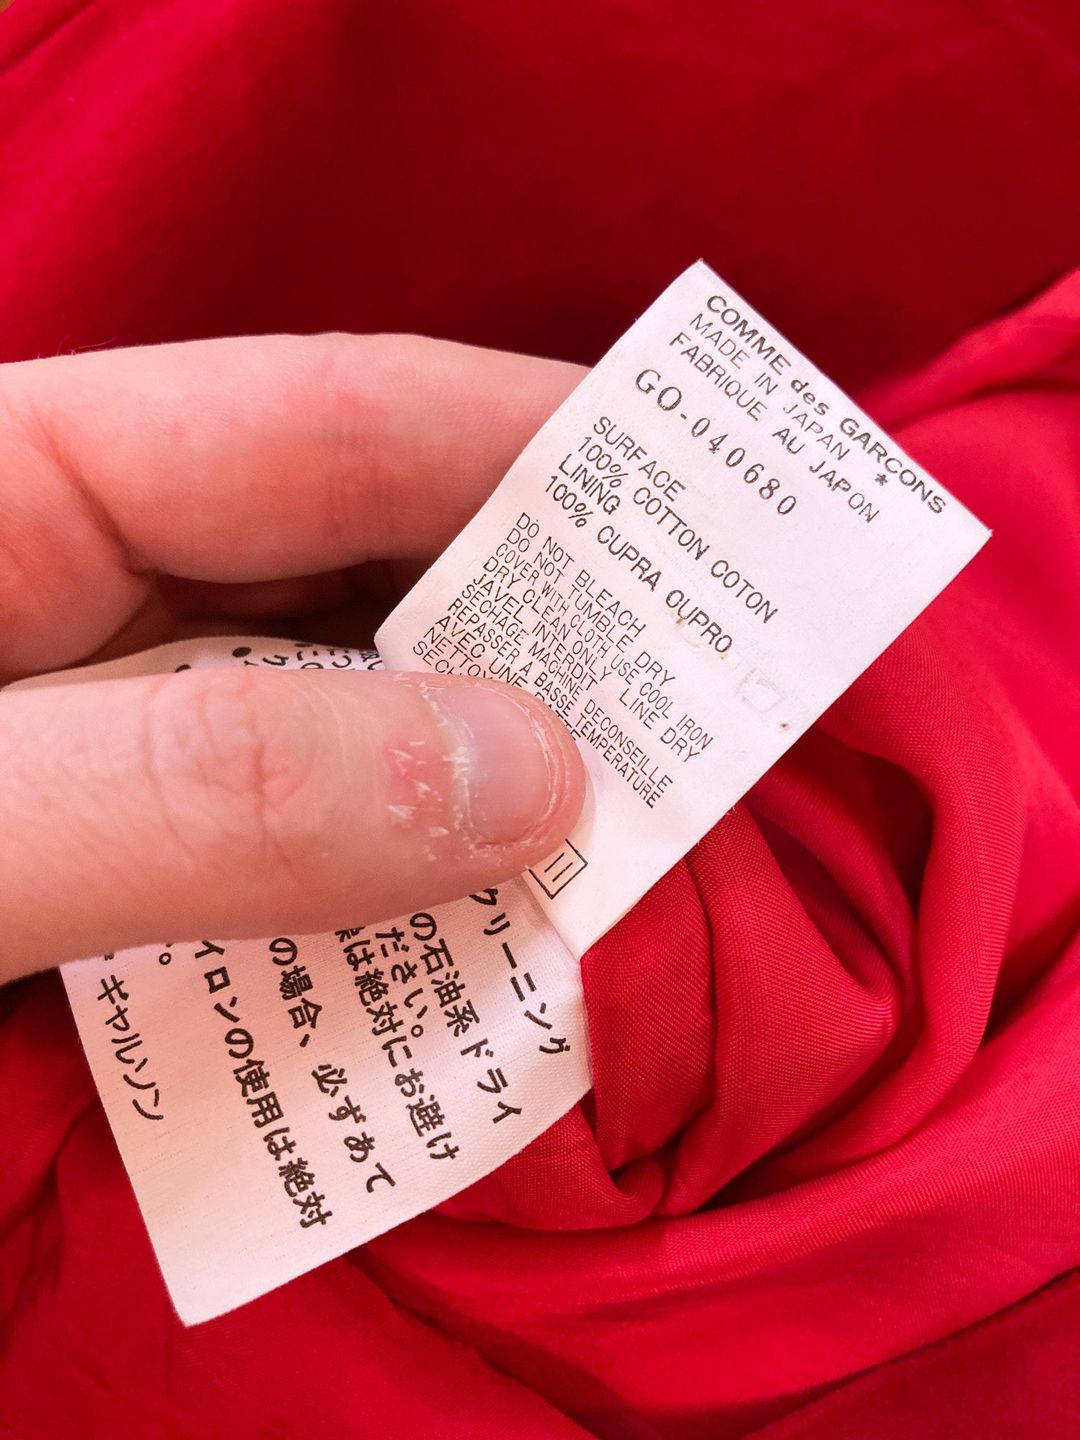 COMME des GARCONS
MADE IN JAPAN *
FABRIQUE AU JAPON
GO-040680
SURFACE
100% COTTON COTON
LINING
100% CUPRA CUPRO
DO NOT BLEACH
DO NOT TUMBLE DRY
COVER WITH CLOTH USE COOL IRON
DRY CLEAN ONLY LINE DRY
JAVEL INTERDIT
SECHAGE MACHINE DECONSEILLE
REPASSER A BASSE TEMPERATURE
AVEC UNE
クリーニング
の石油系ドライ
ださい。
は絶対にお避け
の場合、必ずあて
イロンの使用は絶対
。
ギャルソン